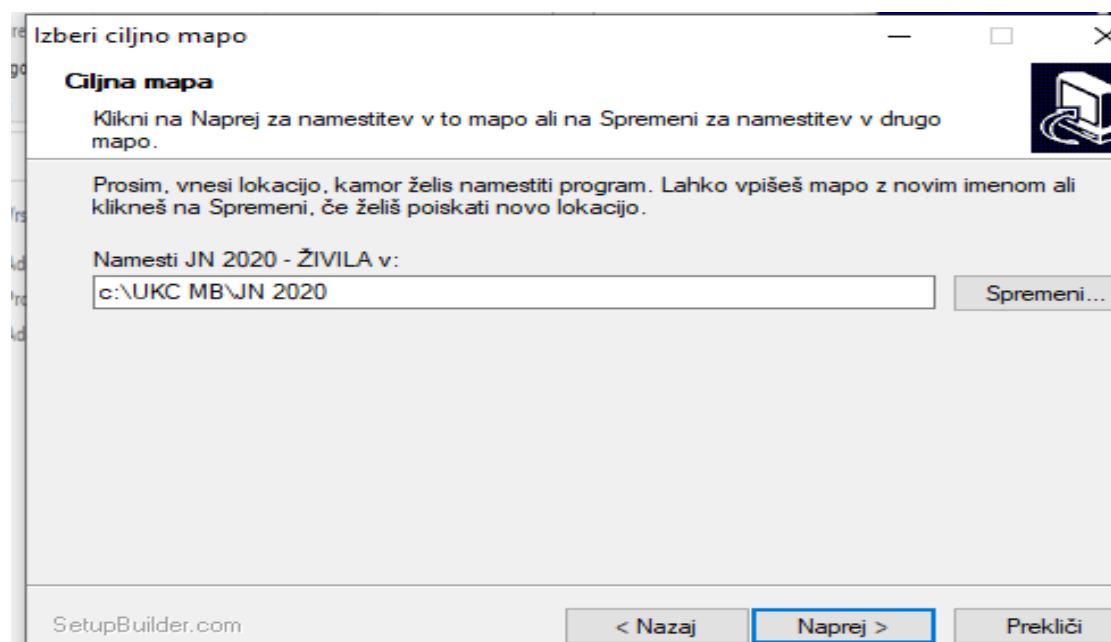 Izberi ciljno mapo
Ciljna mapa
Klikni na Naprej za namestitev v to mapo ali na Spremeni za namestitev v drugo
mapo.
Prosim, vnesi lokacijo, kamor želis namestiti program. Lahko vpišeš mapo z novim imenom ali
klikneš na Spremeni, če želiš poiskati novo lokacijo.
Namesti JN 2020 - ŽIVILA v:
c:\UKC MB\JN 2020
Spremeni...
SetupBuilder.com
< Nazaj
Naprej >
Prekliči